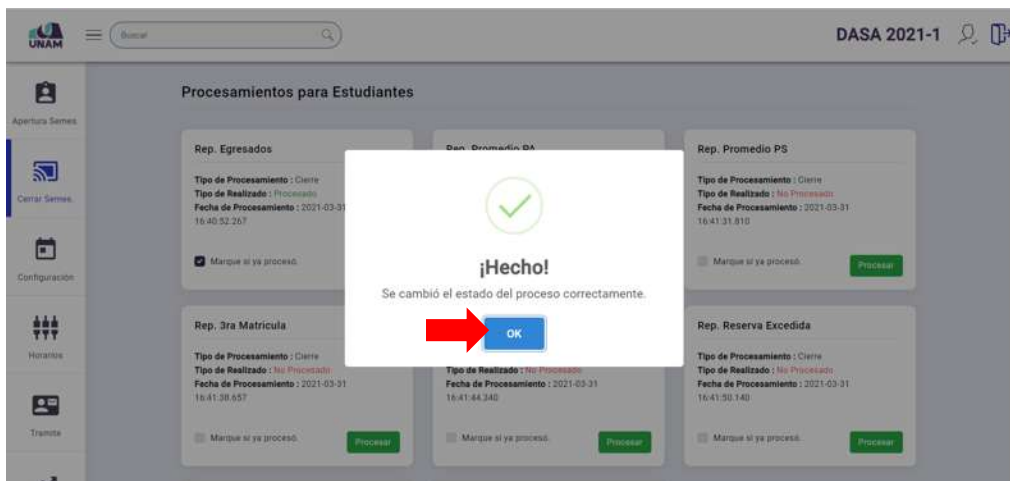 UNAM
Buscar
DASA 2021-1
Apertura Semes.
Cerrar Semes.
Configuración
Horarios
Tramite
Procesamientos para Estudiantes
Rep. Egresados
Tipo de Procesamiento : Cierre
Tipo de Realizado : Procesado
Fecha de Procesamiento : 2021-03-31
16:40:52.267
Marque si ya procesó.
Rep. Promedio PA
Rep. Promedio PS
Tipo de Procesamiento : Cierre
Tipo de Realizado : No Procesado
Fecha de Procesamiento : 2021-03-31
16:41:31.810
Marque si ya procesó.
Procesar
¡Hecho!
Se cambió el estado del proceso correctamente.
OK
Rep. 3ra Matricula
Tipo de Procesamiento : Cierre
Tipo de Realizado : No Procesado
Fecha de Procesamiento : 2021-03-31
16:41:38.657
Marque si ya procesó.
Procesar
Tipo de Realizado : No Procesado
Fecha de Procesamiento : 2021-03-31
16:41:44.340
Marque si ya procesó.
Procesar
Rep. Reserva Excedida
Tipo de Procesamiento : Cierre
Tipo de Realizado : No Procesado
Fecha de Procesamiento : 2021-03-31
16:41:50.140
Marque si ya procesó.
Procesar